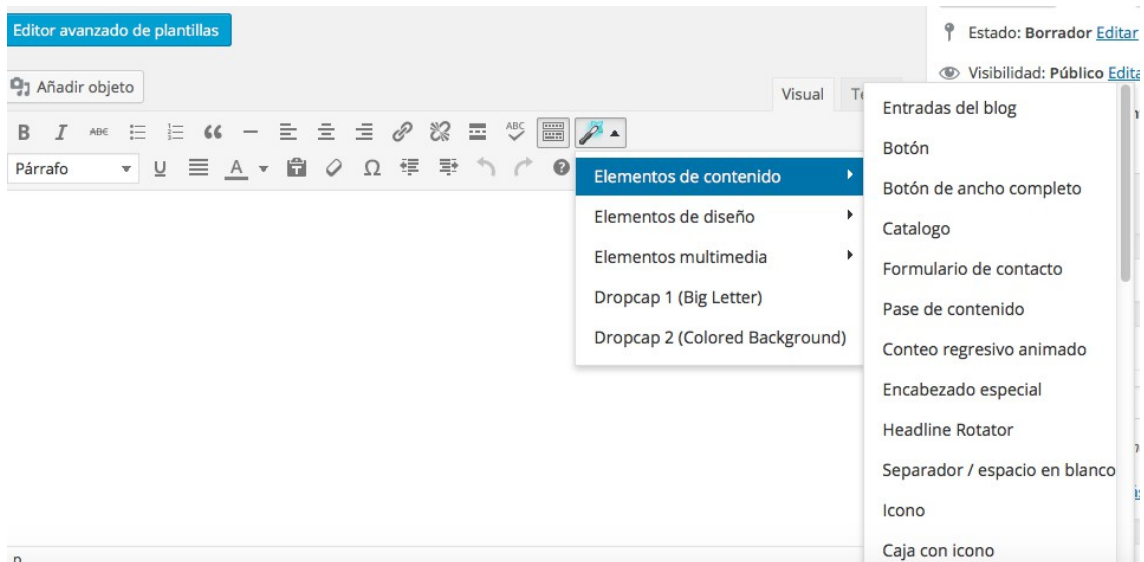 Editor avanzado de plantillas
Estado: Borrador Editar
Visibilidad: Público Edita
Añadir objeto
Visual
B I ABC ABC
Párrafo U A Ω
Elementos de contenido
Elementos de diseño
Elementos multimedia
Dropcap 1 (Big Letter)
Dropcap 2 (Colored Background)
Entradas del blog
Botón
Botón de ancho completo
Catalogo
Formulario de contacto
Pase de contenido
Conteo regresivo animado
Encabezado especial
Headline Rotator
Separador / espacio en blanco
Icono
Caja con icono